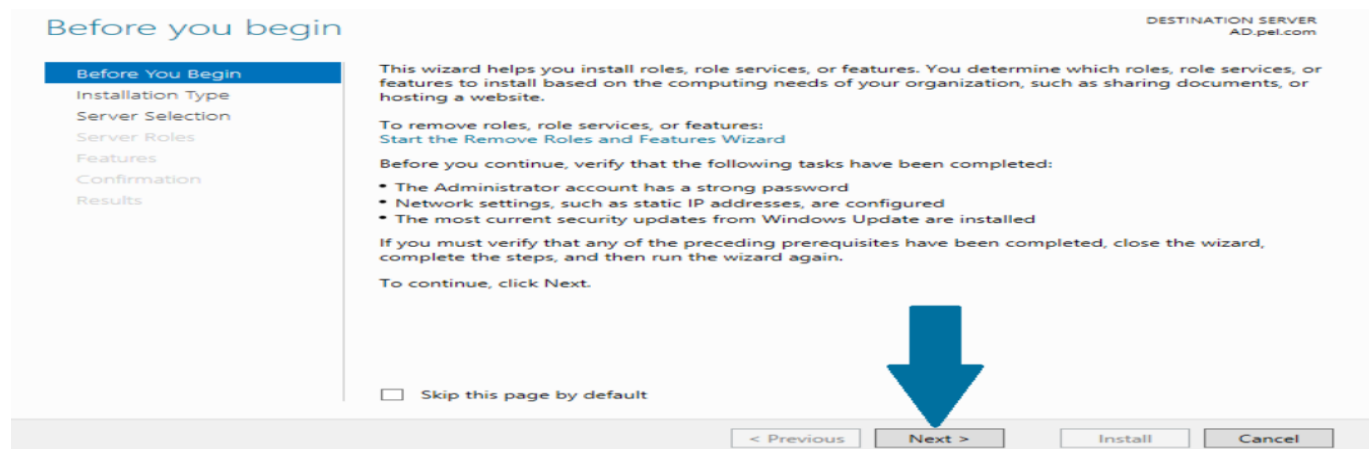 Before you begin
DESTINATION SERVER
AD.pel.com
Before You Begin
Installation Type
Server Selection
Server Roles
Features
Confirmation
Results
This wizard helps you install roles, role services, or features. You determine which roles, role services, or
features to install based on the computing needs of your organization, such as sharing documents, or
hosting a website.
To remove roles, role services, or features:
Start the Remove Roles and Features Wizard
Before you continue, verify that the following tasks have been completed:
• The Administrator account has a strong password
• Network settings, such as static IP addresses, are configured
• The most current security updates from Windows Update are installed
If you must verify that any of the preceding prerequisites have been completed, close the wizard,
complete the steps, and then run the wizard again.
To continue, click Next.
Skip this page by default
< Previous
Next >
Install
Cancel